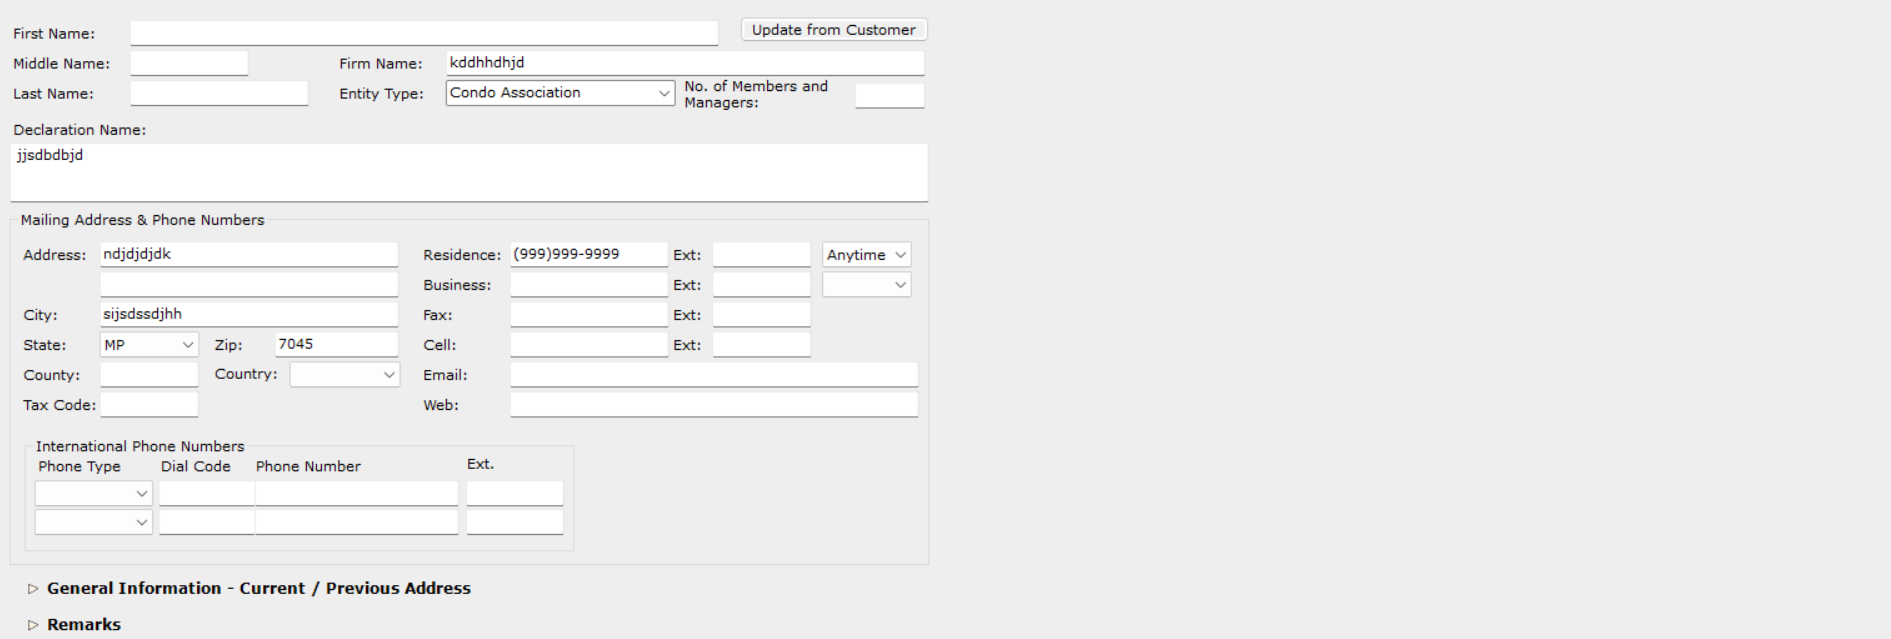 First Name: Update from Customer
Middle Name: Firm Name: kddhhdhjd
Last Name: Entity Type: Condo Association No. of Members and Managers:
Declaration Name:
jjsdbdbjd
Mailing Address & Phone Numbers
Address: ndjdjdjdk Residence: (999)999-9999 Ext: Anytime
Business: Ext:
City: sijsdssdjhh Fax: Ext:
State: MP Zip: 7045 Cell: Ext:
County: Country: Email:
Tax Code: Web:
International Phone Numbers
Phone Type Dial Code Phone Number Ext.
General Information - Current / Previous Address
Remarks